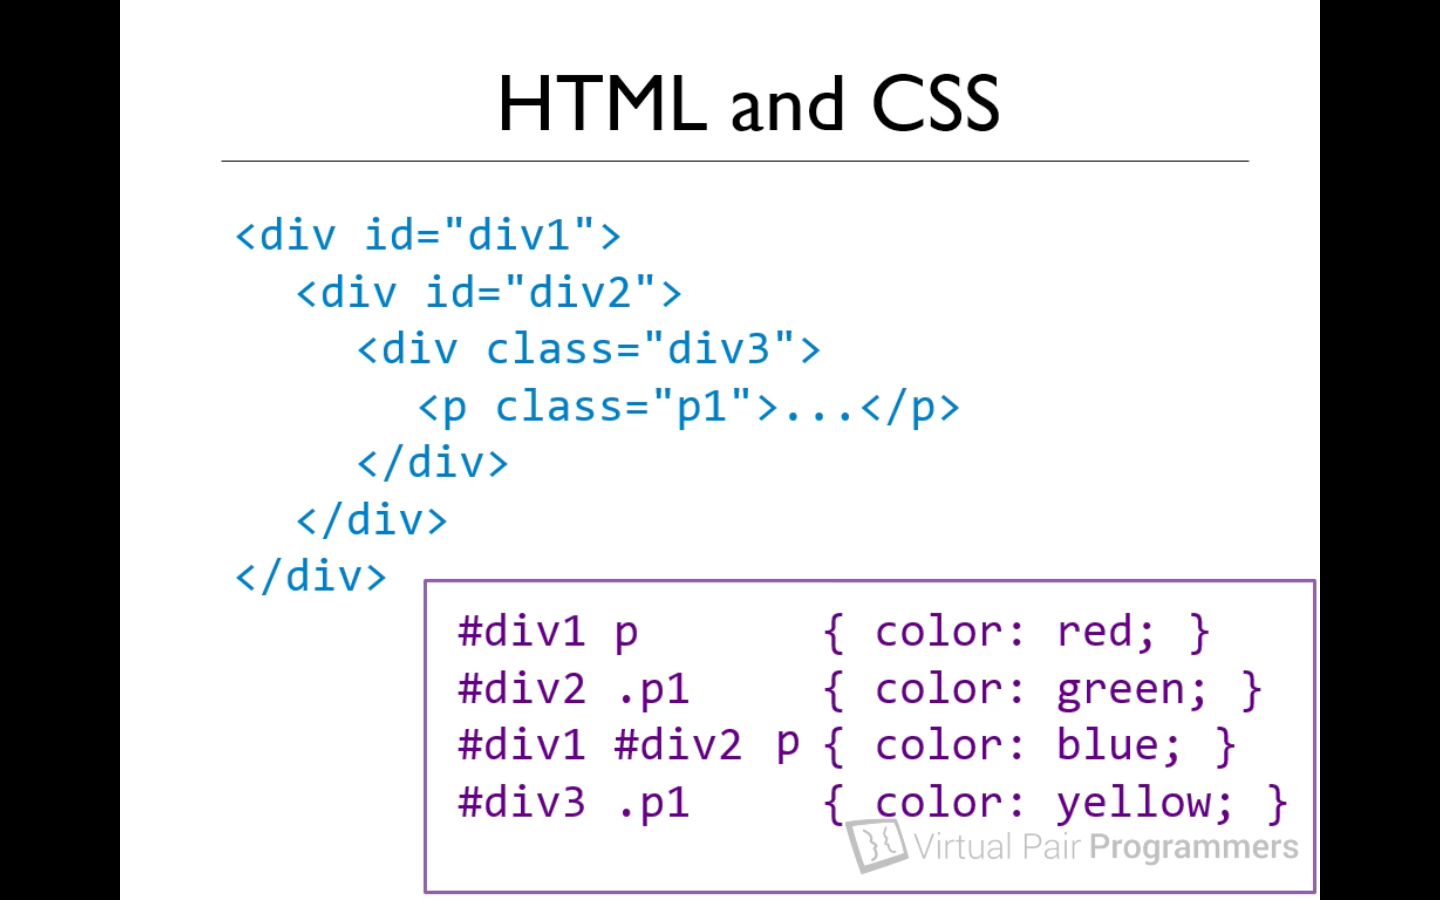 HTML and CSS
<div id="div1">
<div id="div2">
<div class="div3">
<p class="p1">...</p>
</div>
</div>
</div>
#div1 p { color: red; }
#div2 .p1 { color: green; }
#div1 #div2 p { color: blue; }
#div3 .p1 { color: yellow; }
Virtual Pair Programmers